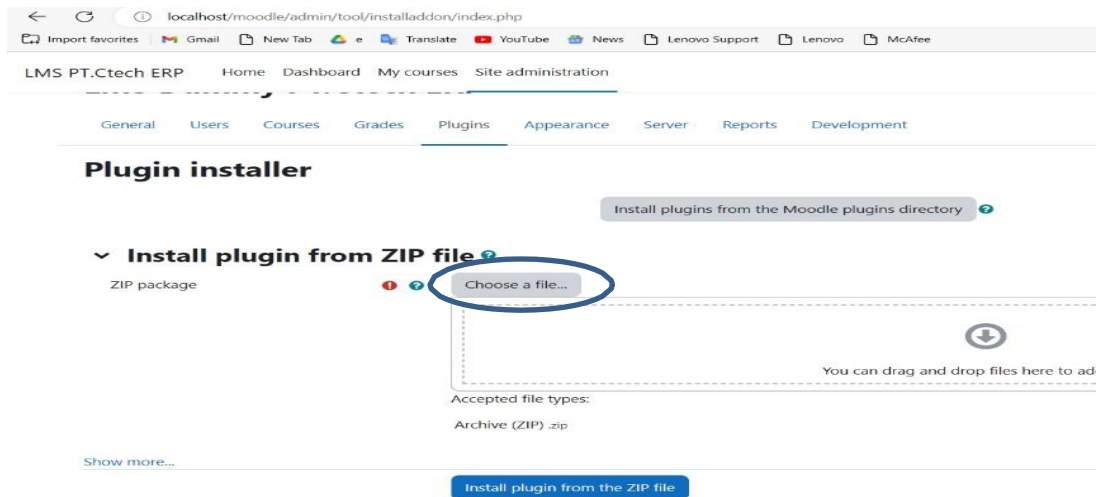 localhost/moodle/admin/tool/installaddon/index.php
Import favorites Gmail New Tab e Translate YouTube News Lenovo Support Lenovo McAfee
LMS PT.Ctech ERP Home Dashboard My courses Site administration
General Users Courses Grades Plugins Appearance Server Reports Development
Plugin installer
Install plugins from the Moodle plugins directory
Install plugin from ZIP file
ZIP package Choose a file...
You can drag and drop files here to
Accepted file types:
Archive (ZIP) .zip
Show more...
Install plugin from the ZIP file